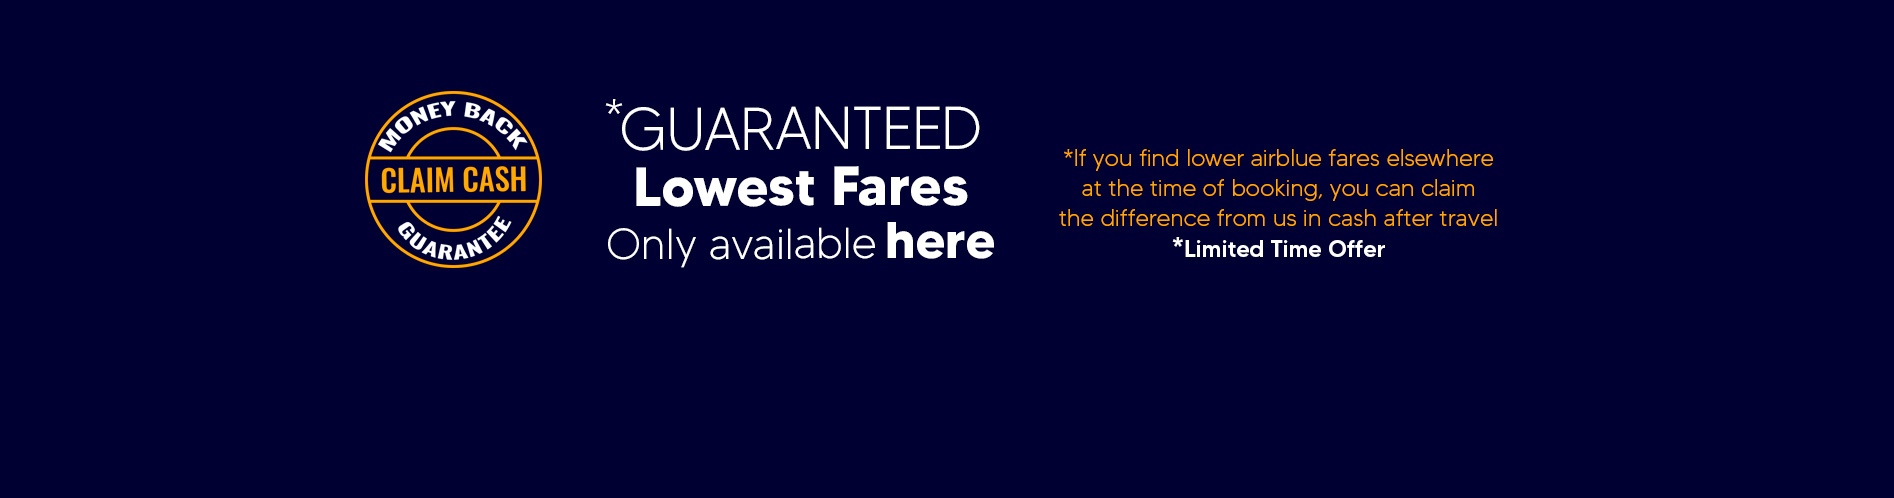 MONEY BACK
CLAIM CASH
GUARANTEE
*GUARANTEED
Lowest Fares
Only available here
*If you find lower airblue fares elsewhere
at the time of booking, you can claim
the difference from us in cash after travel
*Limited Time Offer